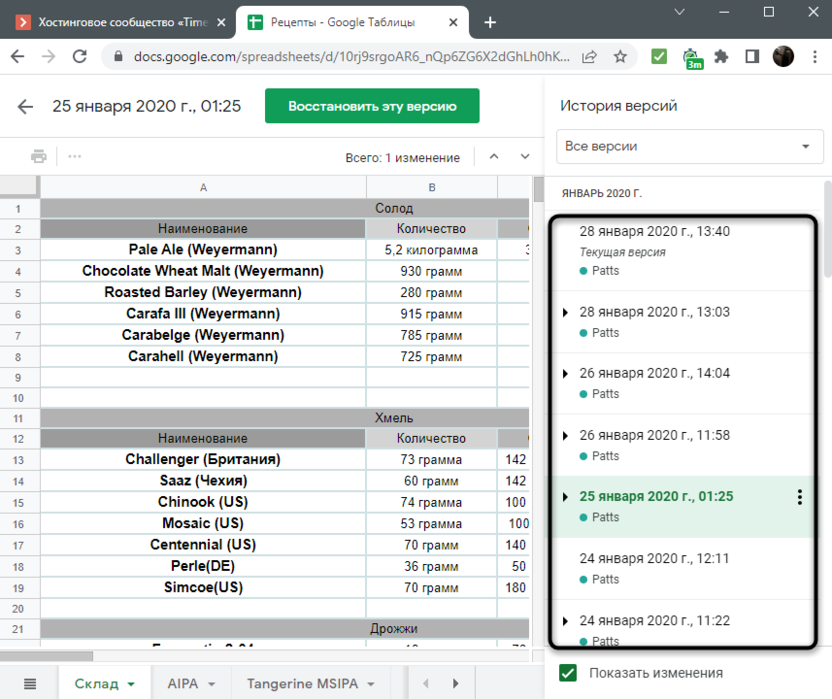 Хостинговое сообщество «Time
Рецепты - Google Таблицы
docs.google.com/spreadsheets/d/10rj9srgoAR6_nQp6ZG6X2dGhLh0hK...
3m
25 января 2020 г., 01:25
Восстановить эту версию
Всего: 1 изменение
A B
1 Солод
2 Наименование Количество
3 Pale Ale (Weyermann) 5,2 килограмма
4 Chocolate Wheat Malt (Weyermann) 930 грамм
5 Roasted Barley (Weyermann) 280 грамм
6 Carafa III (Weyermann) 915 грамм
7 Carabelge (Weyermann) 785 грамм
8 Carahell (Weyermann) 725 грамм
9
10
11 Хмель
12 Наименование Количество
13 Challenger (Британия) 73 грамма 142
14 Saaz (Чехия) 60 грамм 142
15 Chinook (US) 74 грамма 100
16 Mosaic (US) 53 грамма 100
17 Centennial (US) 70 грамм 140
18 Perle(DE) 36 грамм 50
19 Simcoe(US) 70 грамм 180
20
21 Дрожжи
Склад
AIPA
Tangerine MSIPA
История версий
Все версии
ЯНВАРЬ 2020 Г.
28 января 2020 г., 13:40
Текущая версия
Patts
28 января 2020 г., 13:03
Patts
26 января 2020 г., 14:04
Patts
26 января 2020 г., 11:58
Patts
25 января 2020 г., 01:25
Patts
24 января 2020 г., 12:11
Patts
24 января 2020 г., 11:22
Patts
Показать изменения